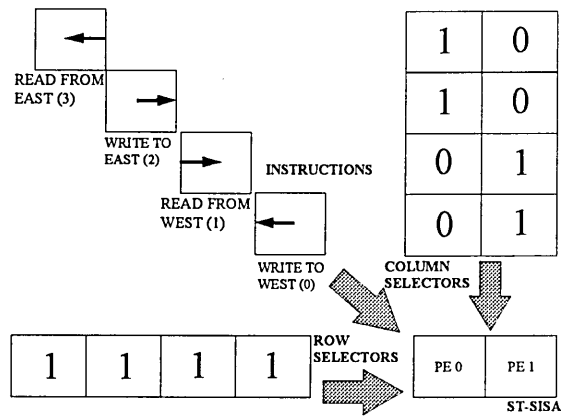 1 0
READ FROM
EAST (3)
1 0
WRITE TO
EAST (2)
INSTRUCTIONS
0 1
READ FROM
WEST (1)
0 1
WRITE TO
WEST (0)
COLUMN
SELECTORS
1 1 1 1
ROW
SELECTORS
PE 0 PE 1
ST-SISA